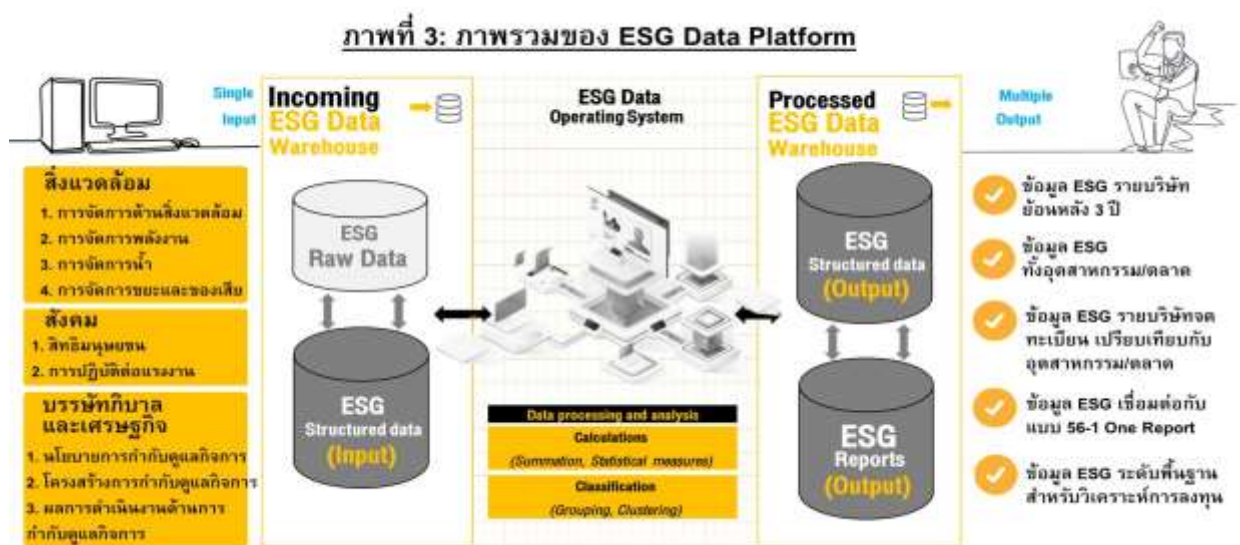 ภาพที่ 3: ภาพรวมของ ESG Data Platform
Single
Input
สิ่งแวดล้อม
1. การจัดการด้านสิ่งแวดล้อม
2. การจัดการพลังงาน
3. การจัดการน้ำ
4. การจัดการขยะและของเสีย
สังคม
1. สิทธิมนุษยชน
2. การปฏิบัติต่อแรงงาน
บรรษัทภิบาล
และเศรษฐกิจ
1. นโยบายการกำกับดูแลกิจการ
2. โครงสร้างการกำกับดูแลกิจการ
3. ผลการดำเนินงานด้านการ
กำกับดูแลกิจการ
Incoming
ESG Data
Warehouse
ESG
Raw Data
ESG
Structured data
(Input)
ESG Data
Operating System
Data processing and analysis
Calculations
(Summation, Statistical measures)
Classification
(Grouping, Clustering)
Processed
ESG Data
Warehouse
ESG
Structured data
(Output)
ESG
Reports
(Output)
Multiple
Output
ข้อมูล ESG รายบริษัท
ย้อนหลัง 3 ปี
ข้อมูล ESG
ทั้งอุตสาหกรรม/ตลาด
ข้อมูล ESG รายบริษัทจด
ทะเบียน เปรียบเทียบกับ
อุตสาหกรรม/ตลาด
ข้อมูล ESG เชื่อมต่อกับ
แบบ 56-1 One Report
ข้อมูล ESG ระดับพื้นฐาน
สำหรับวิเคราะห์การลงทุน